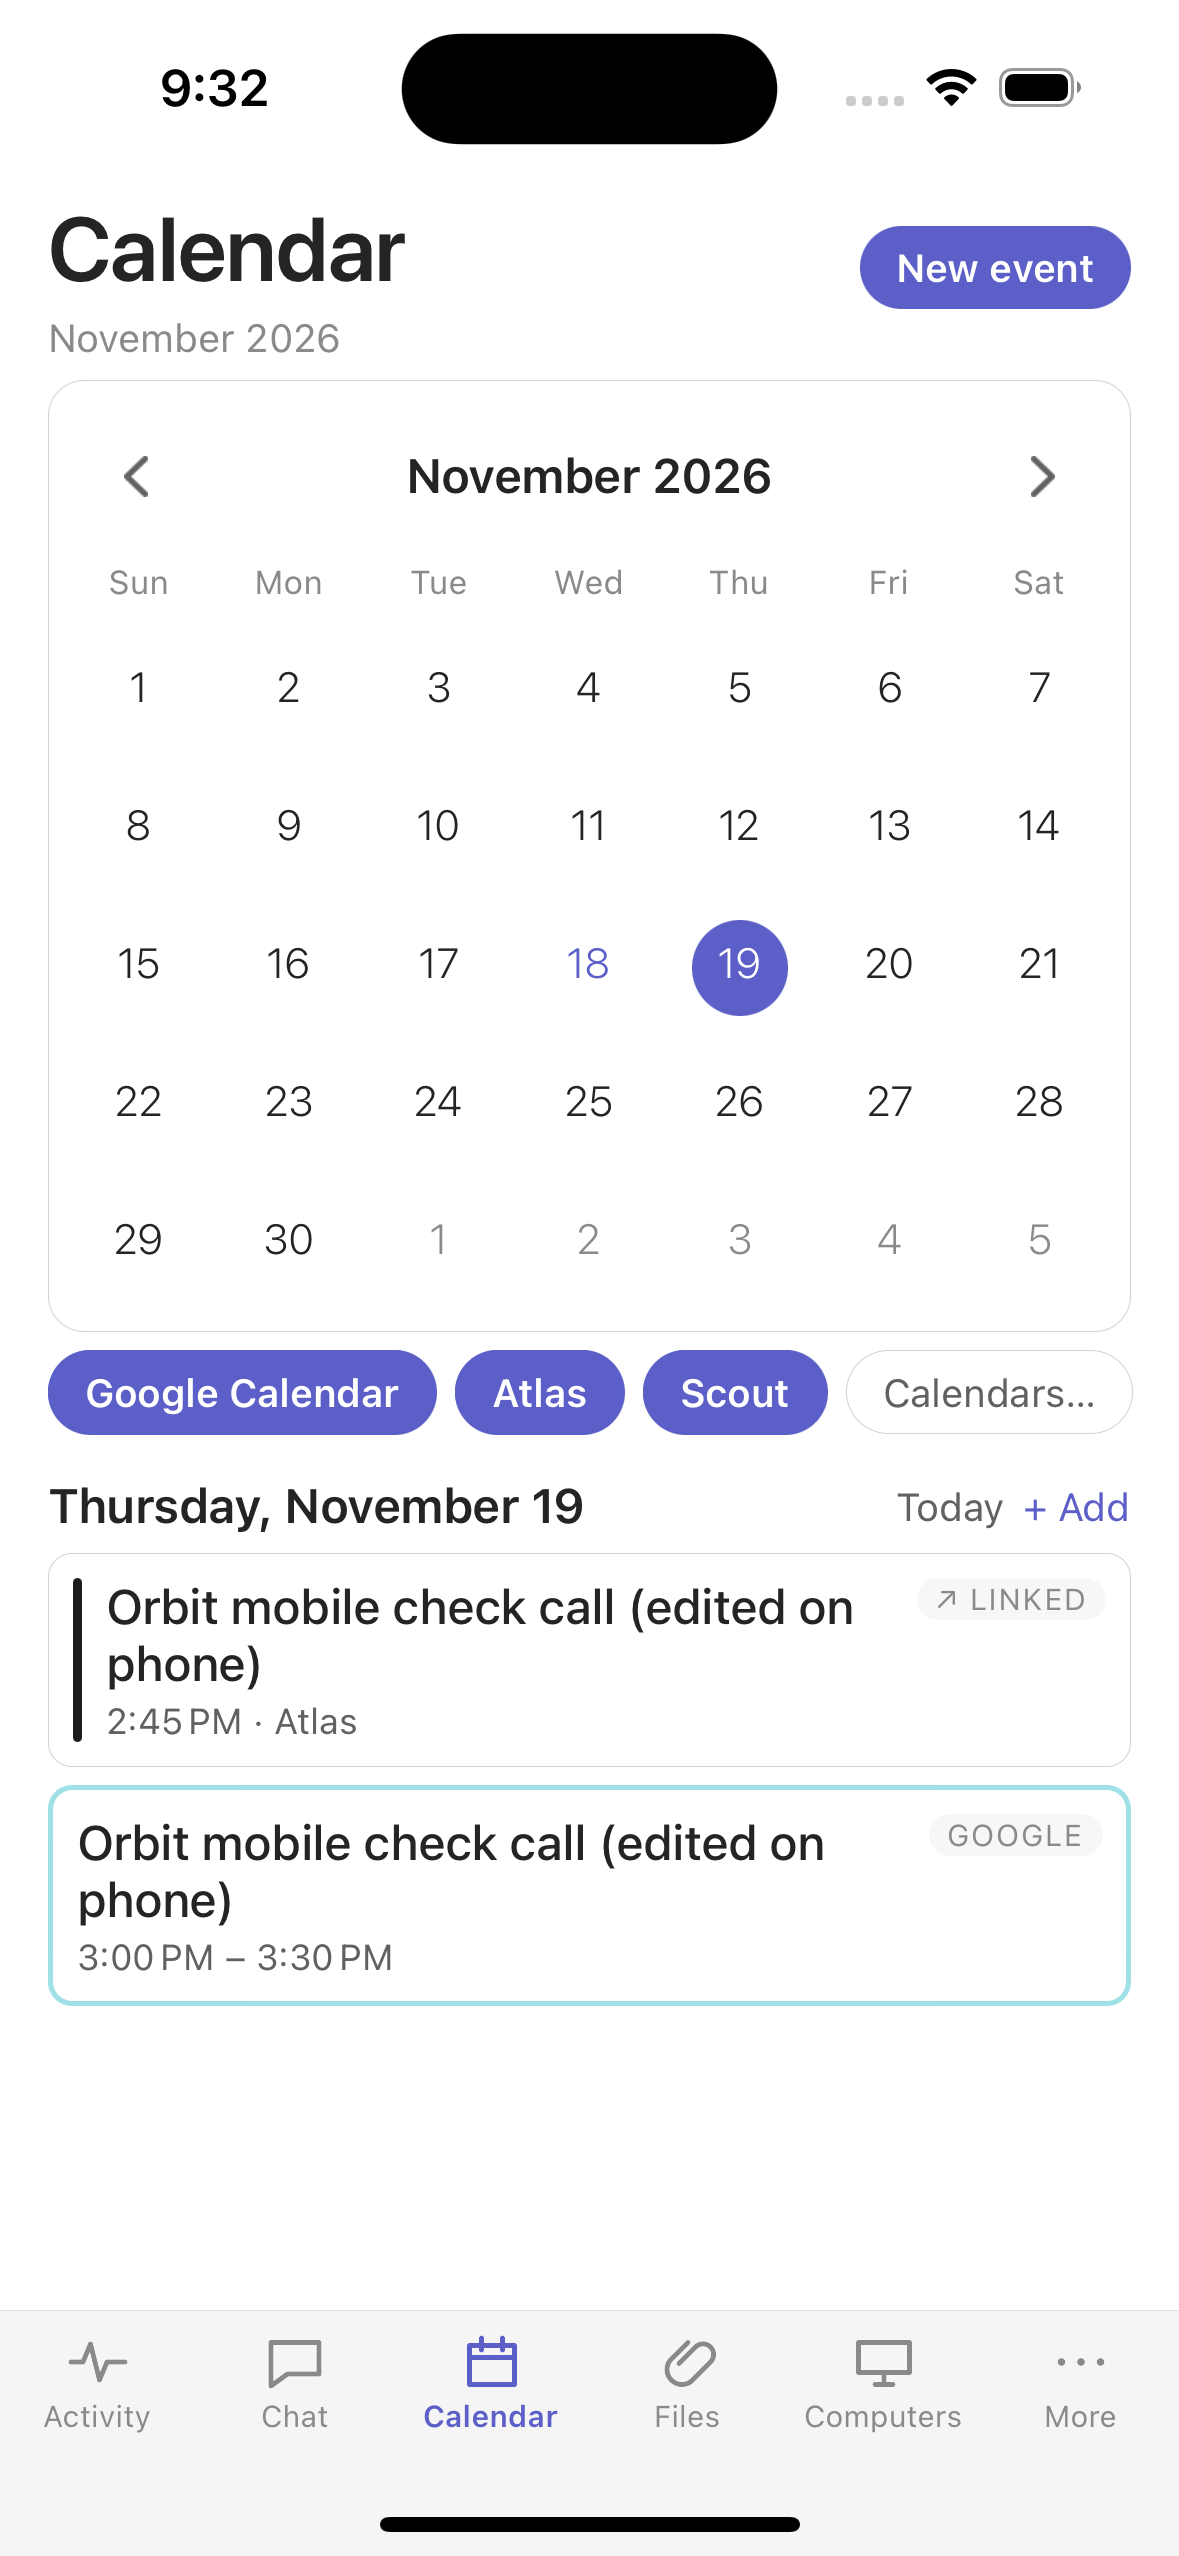 9:32
Calendar
New event
November 2026
November 2026
Sun Mon Tue Wed Thu Fri Sat
1 2 3 4 5 6 7
8 9 10 11 12 13 14
15 16 17 18 19 20 21
22 23 24 25 26 27 28
29 30 1 2 3 4 5
Google Calendar Atlas Scout Calendars...
Thursday, November 19 Today + Add
Orbit mobile check call (edited on
phone)
↗ LINKED
2:45 PM · Atlas
Orbit mobile check call (edited on
phone)
GOOGLE
3:00 PM – 3:30 PM
Activity Chat Calendar Files Computers More